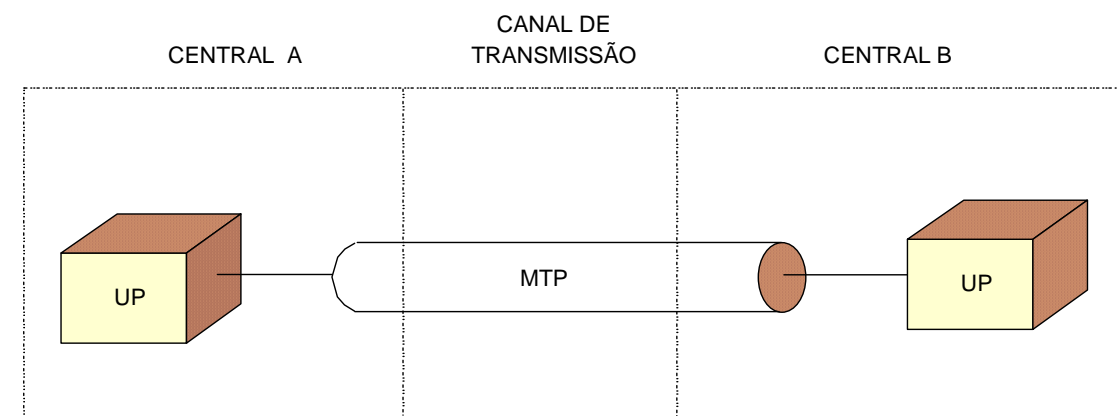 CENTRAL A
CANAL DE
TRANSMISSÃO
CENTRAL B
UP
MTP
UP